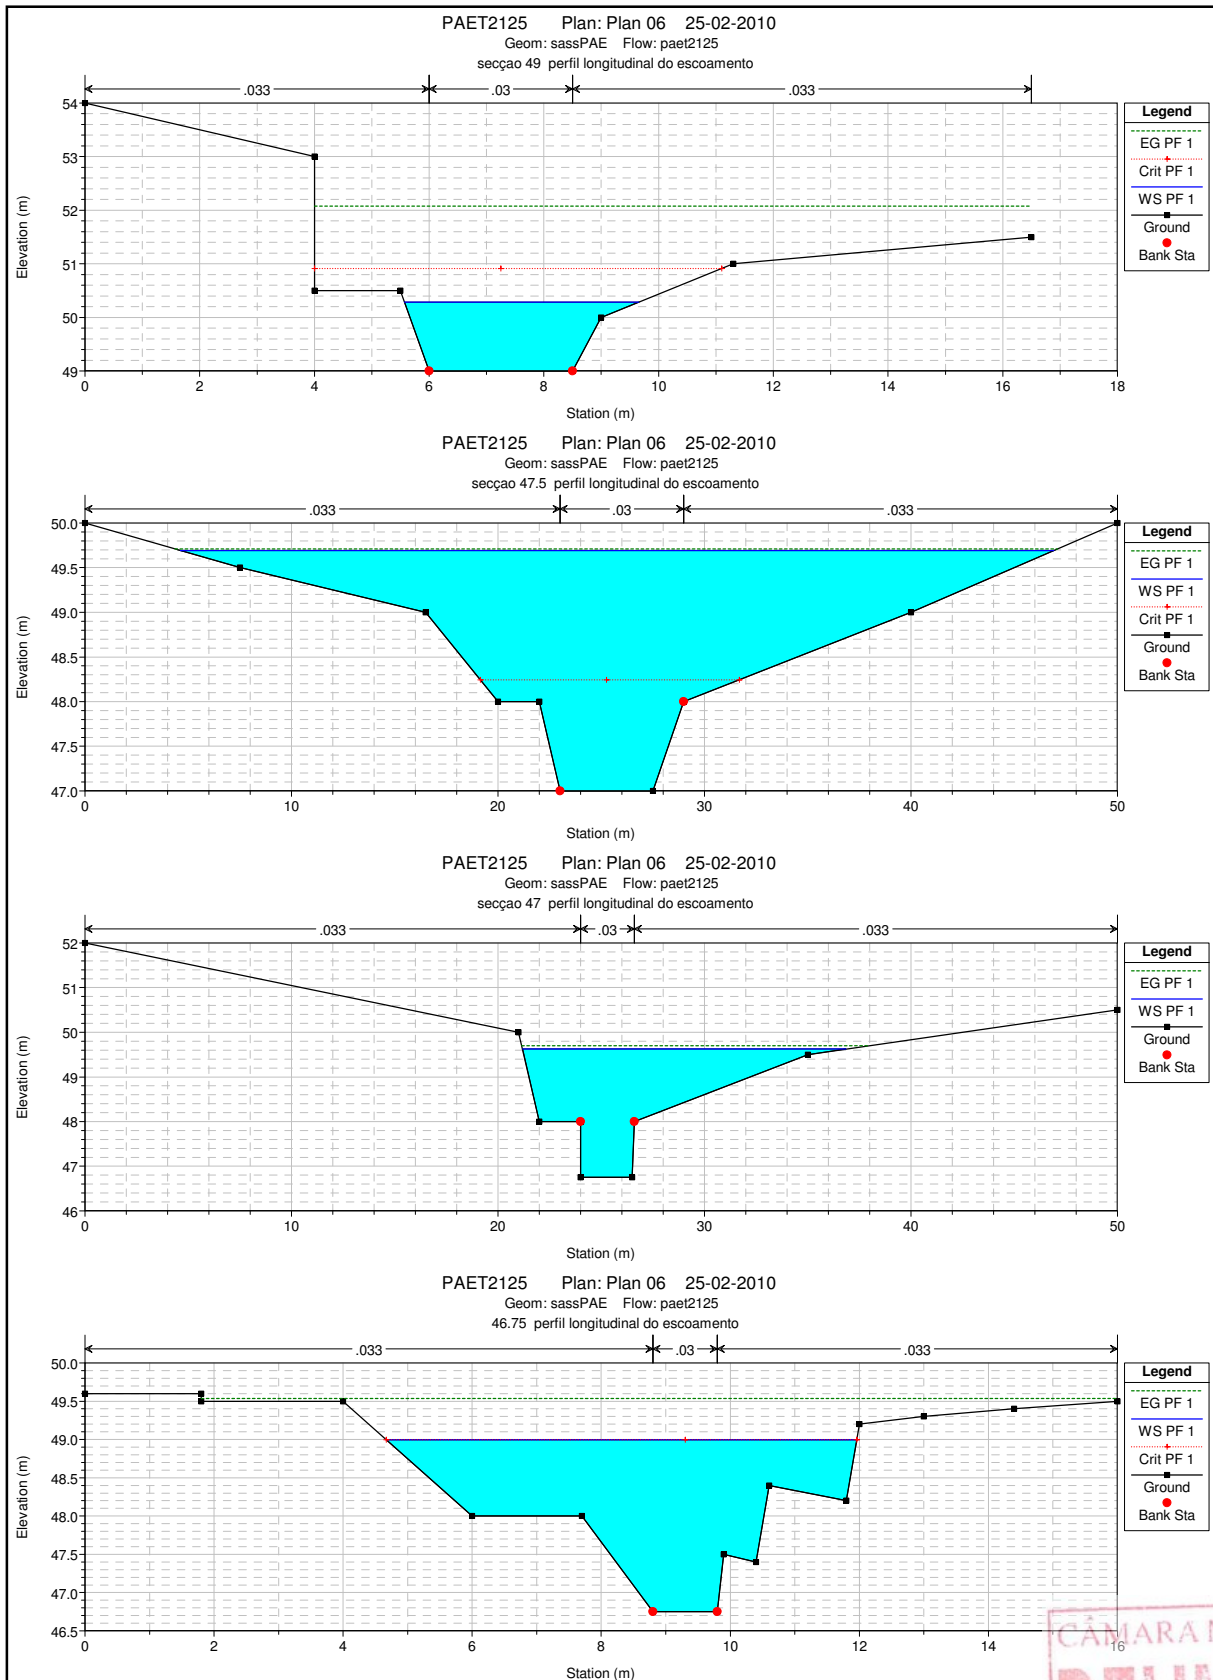 PAET2125 Plan: Plan 06 25-02-2010
Geom: sassPAE Flow: paet2125
secçao 49 perfil longitudinal do escoamento
.033 .03 .033
54
53
52
51
50
49
Elevation (m)
0 2 4 6 8 10 12 14 16 18
Station (m)
Legend
EG PF 1
Crit PF 1
WS PF 1
Ground
Bank Sta
PAET2125 Plan: Plan 06 25-02-2010
Geom: sassPAE Flow: paet2125
secçao 47.5 perfil longitudinal do escoamento
.033 .03 .033
50.0
49.5
49.0
48.5
48.0
47.5
47.0
Elevation (m)
0 10 20 30 40 50
Station (m)
Legend
EG PF 1
WS PF 1
Crit PF 1
Ground
Bank Sta
PAET2125 Plan: Plan 06 25-02-2010
Geom: sassPAE Flow: paet2125
secçao 47 perfil longitudinal do escoamento
.033 .03 .033
52
51
50
49
48
47
46
Elevation (m)
0 10 20 30 40 50
Station (m)
Legend
EG PF 1
WS PF 1
Ground
Bank Sta
PAET2125 Plan: Plan 06 25-02-2010
Geom: sassPAE Flow: paet2125
46.75 perfil longitudinal do escoamento
.033 .03 .033
50.0
49.5
49.0
48.5
48.0
47.5
47.0
46.5
Elevation (m)
0 2 4 6 8 10 12 14 16
Station (m)
Legend
EG PF 1
WS PF 1
Crit PF 1
Ground
Bank Sta
CÂMARA